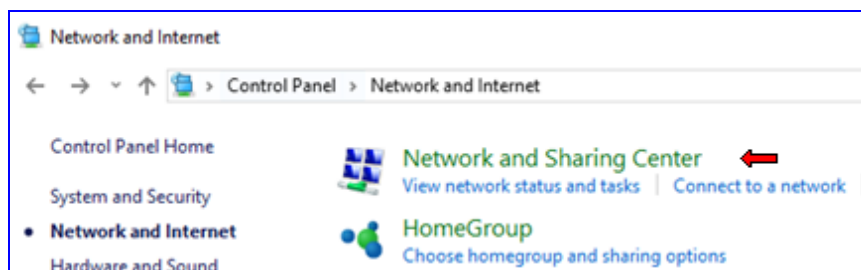 Network and Internet
Control Panel > Network and Internet
Control Panel Home
Network and Sharing Center
View network status and tasks | Connect to a network
System and Security
Network and Internet
HomeGroup
Choose homegroup and sharing options
Hardware and Sound